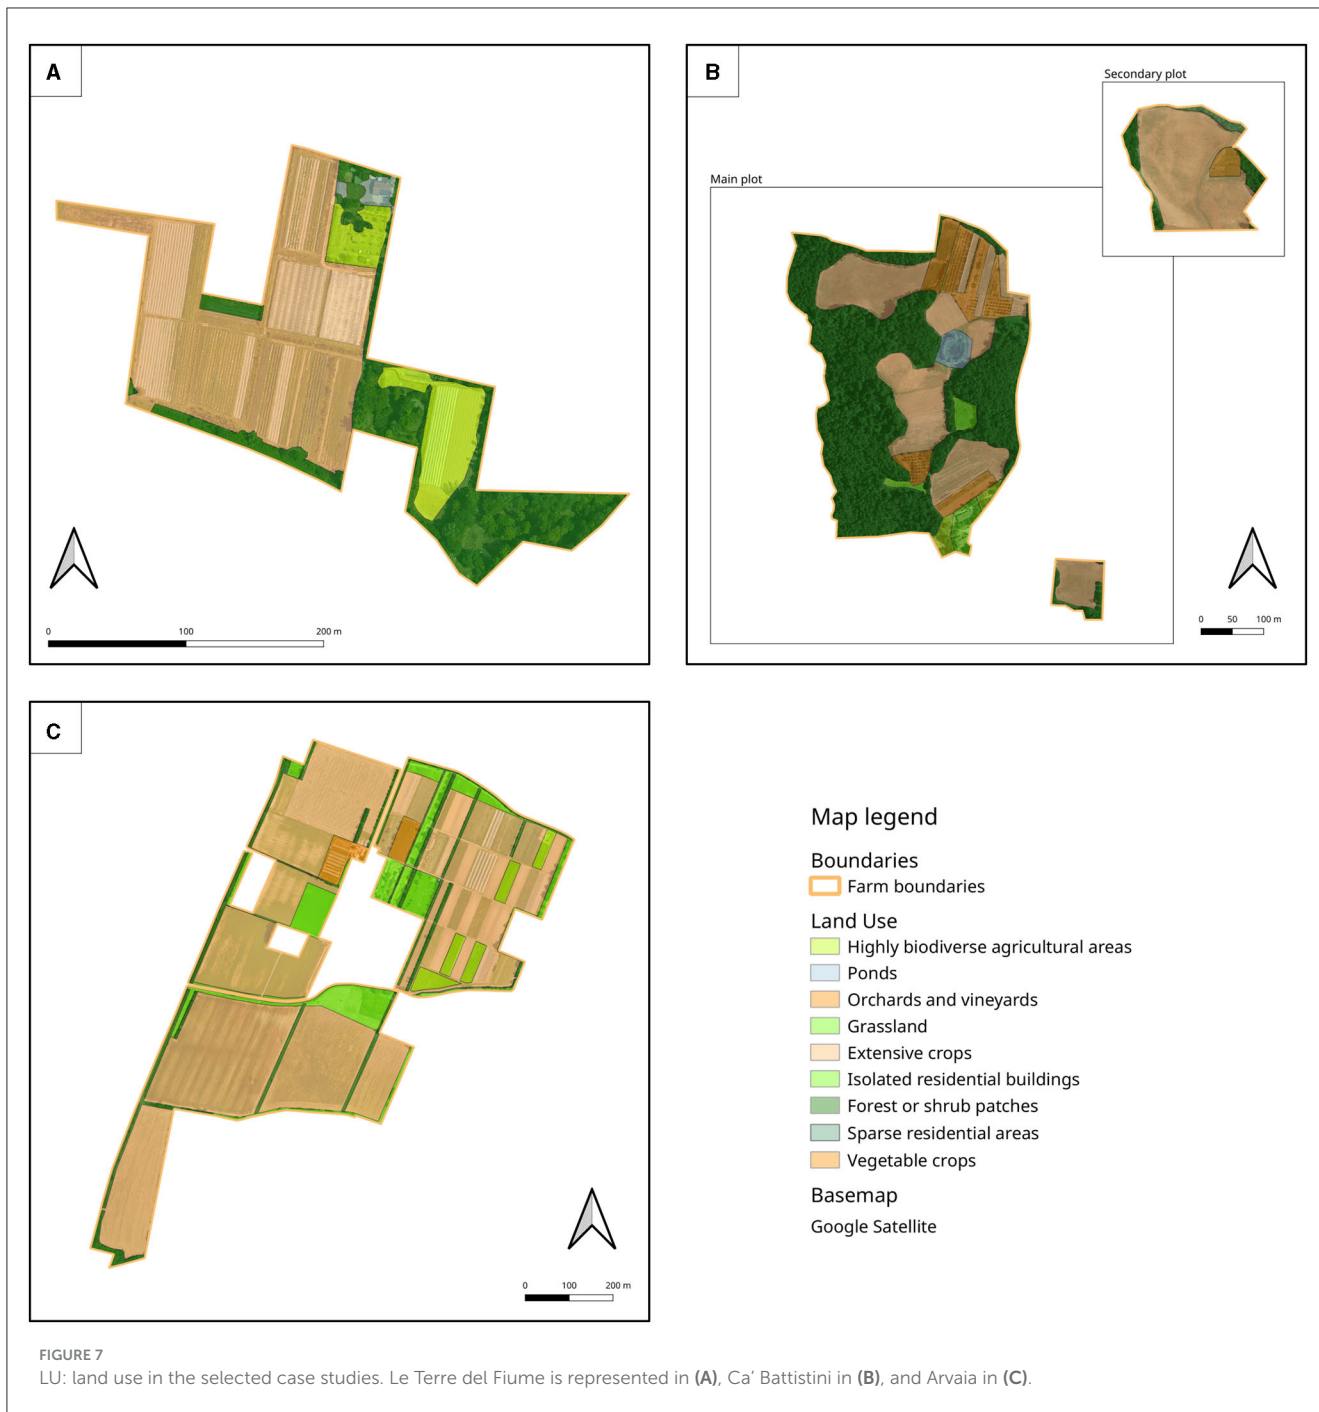 A
0 100 200 m
B
Secondary plot
Main plot
0 50 100 m
C
0 100 200 m
Map legend
Boundaries
Farm boundaries
Land Use
Highly biodiverse agricultural areas
Ponds
Orchards and vineyards
Grassland
Extensive crops
Isolated residential buildings
Forest or shrub patches
Sparse residential areas
Vegetable crops
Basemap
Google Satellite
FIGURE 7
LU: land use in the selected case studies. Le Terre del Fiume is represented in (A), Ca’ Battistini in (B), and Arvaia in (C).